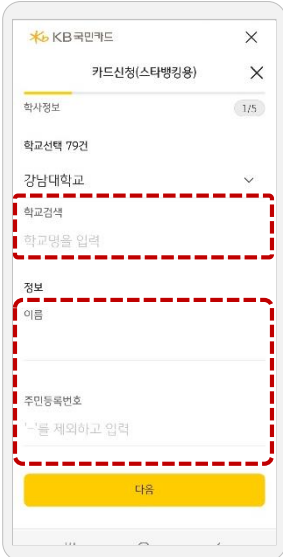 KB국민카드
카드신청(스타뱅킹용)
학사정보
1/5
학교선택 79건
강남대학교
학교검색
학교명을 입력
정보
이름
주민등록번호
'-'를 제외하고 입력
다음